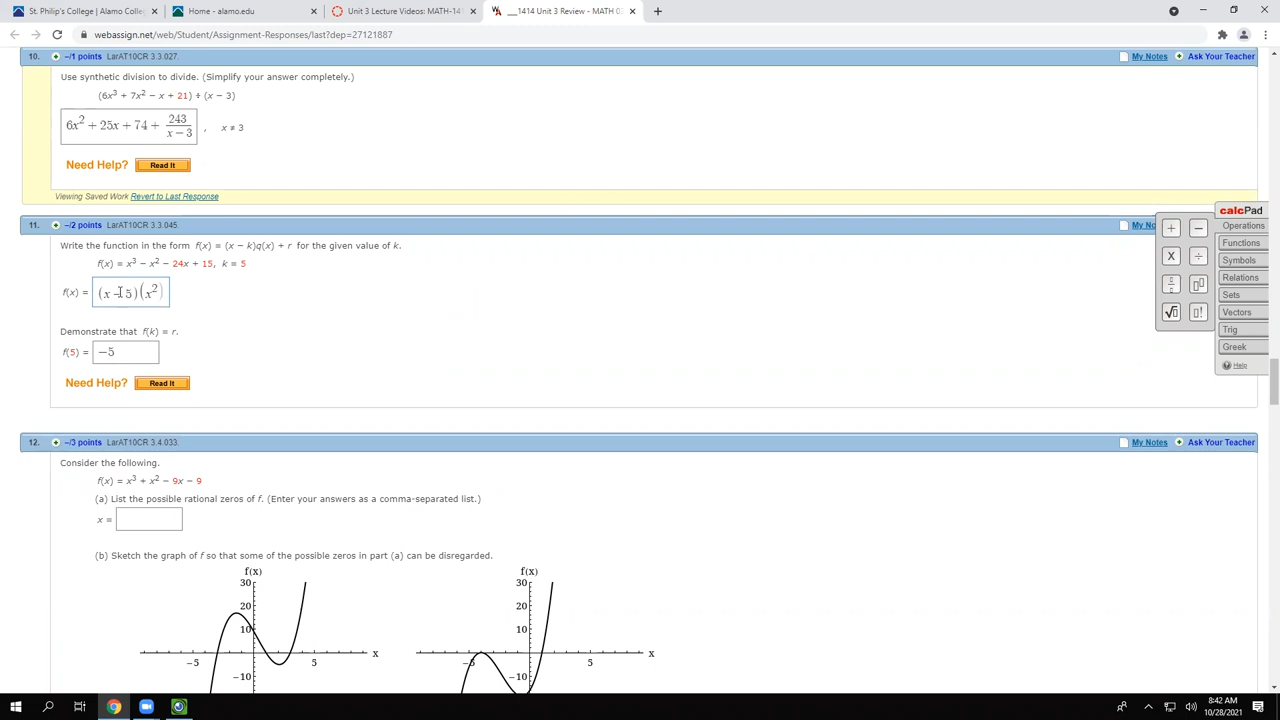 St. Philip's College | Alamo Colleg
Home - alamo.edu
Unit 3 Lecture Videos: MATH-141
__1414 Unit 3 Review - MATH 03
webassign.net/web/Student/Assignment-Responses/last?dep=27121887
10. –/1 points LarAT10CR 3.3.027. My Notes Ask Your Teacher
Use synthetic division to divide. (Simplify your answer completely.)
(6x³ + 7x² − x + 21) ÷ (x − 3)
6x² + 25x + 74 + 243/(x − 3) , x ≠ 3
Need Help? Read It
Viewing Saved Work Revert to Last Response
11. –/2 points LarAT10CR 3.3.045. My No
Write the function in the form f(x) = (x − k)q(x) + r for the given value of k.
f(x) = x³ − x² − 24x + 15, k = 5
f(x) = (x − 5)(x²)
Demonstrate that f(k) = r.
f(5) = −5
Need Help? Read It
calcPad
Operations
Functions
Symbols
Relations
Sets
Vectors
Trig
Greek
Help
+ −
x ÷
√ !
12. –/3 points LarAT10CR 3.4.033. My Notes Ask Your Teacher
Consider the following.
f(x) = x³ + x² − 9x − 9
(a) List the possible rational zeros of f. (Enter your answers as a comma-separated list.)
x =
(b) Sketch the graph of f so that some of the possible zeros in part (a) can be disregarded.
f(x) f(x)
30 30
20 20
10 10
−5 5 x −5 5 x
−10 −10
8:42 AM
10/28/2021